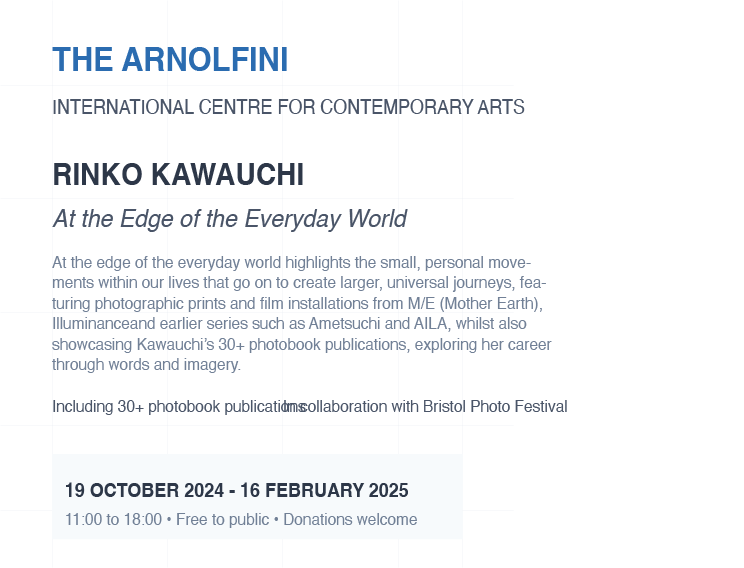 THE ARNOLFINI
INTERNATIONAL CENTRE FOR CONTEMPORARY ARTS
RINKO KAWAUCHI
At the Edge of the Everyday World
At the edge of the everyday world highlights the small, personal move-
ments within our lives that go on to create larger, universal journeys, fea-
turing photographic prints and film installations from M/E (Mother Earth),
Illuminanceand earlier series such as Ametsuchi and AILA, whilst also
showcasing Kawauchi's 30+ photobook publications, exploring her career
through words and imagery.
Including 30+ photobook publications
In collaboration with Bristol Photo Festival
19 OCTOBER 2024 - 16 FEBRUARY 2025
11:00 to 18:00 • Free to public • Donations welcome